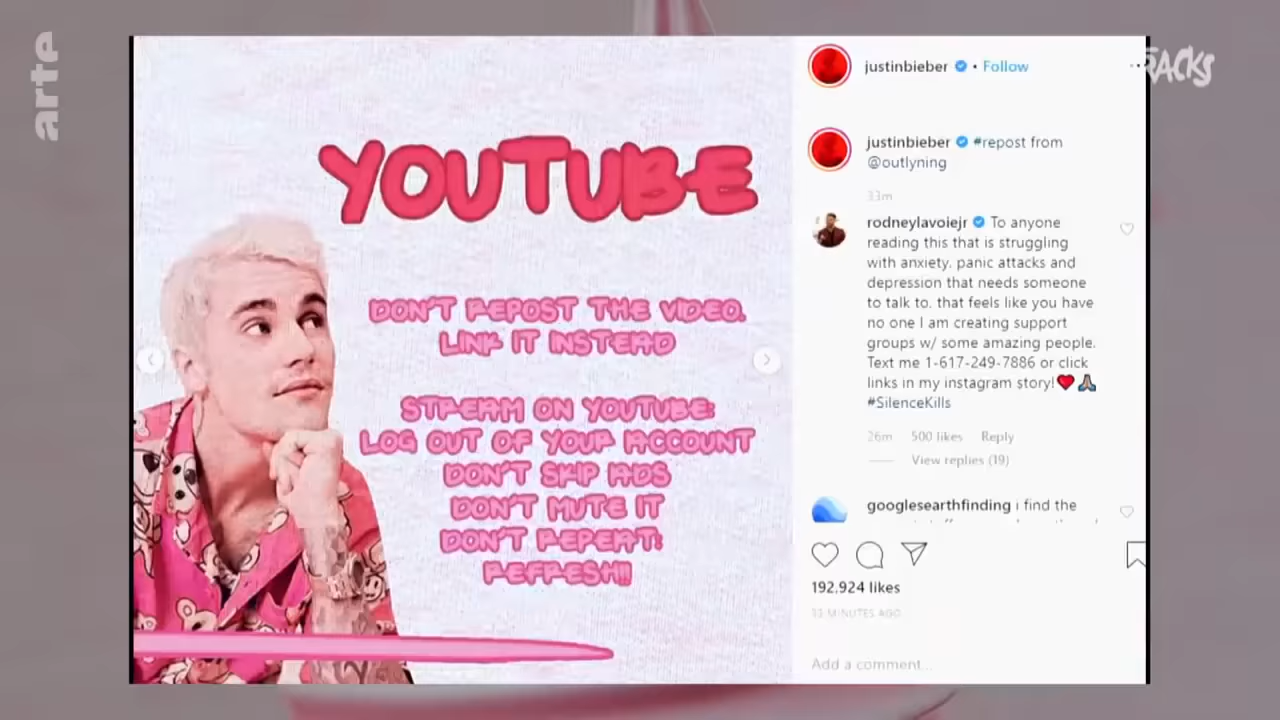 arte
TRACKS
YOUTUBE
DON'T REPOST THE VIDEO.
LINK IT INSTEAD
STREAM ON YOUTUBE:
LOG OUT OF YOUR ACCOUNT
DON'T SKIP ADS
DON'T MUTE IT
DON'T REPEAT:
REFRESH!!!
justinbieber • Follow
...
justinbieber #repost from
@outlyning
33m
rodneylavoiejr To anyone
reading this that is struggling
with anxiety. panic attacks and
depression that needs someone
to talk to. that feels like you have
no one I am creating support
groups w/ some amazing people.
Text me 1-617-249-7886 or click
links in my instagram story!❤️🙏🏽
#SilenceKills
26m 500 likes Reply
View replies (19)
googlesearthfinding i find the
192.924 likes
33 MINUTES AGO
Add a comment...